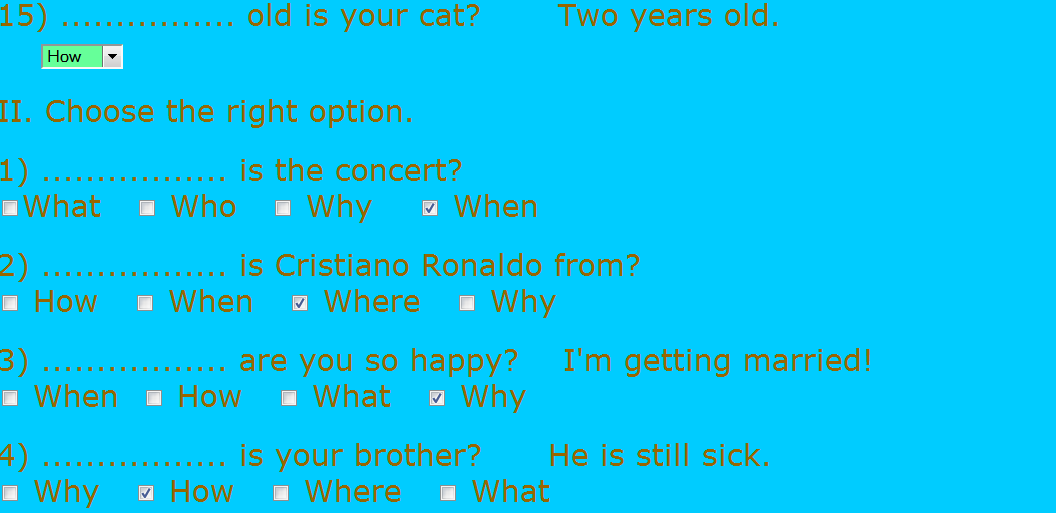 15) ................ old is your cat? Two years old.
How
II. Choose the right option.
1) ................. is the concert?
What Who Why When
2) ................. is Cristiano Ronaldo from?
How When Where Why
3) ................. are you so happy? I'm getting married!
When How What Why
4) ................. is your brother? He is still sick.
Why How Where What